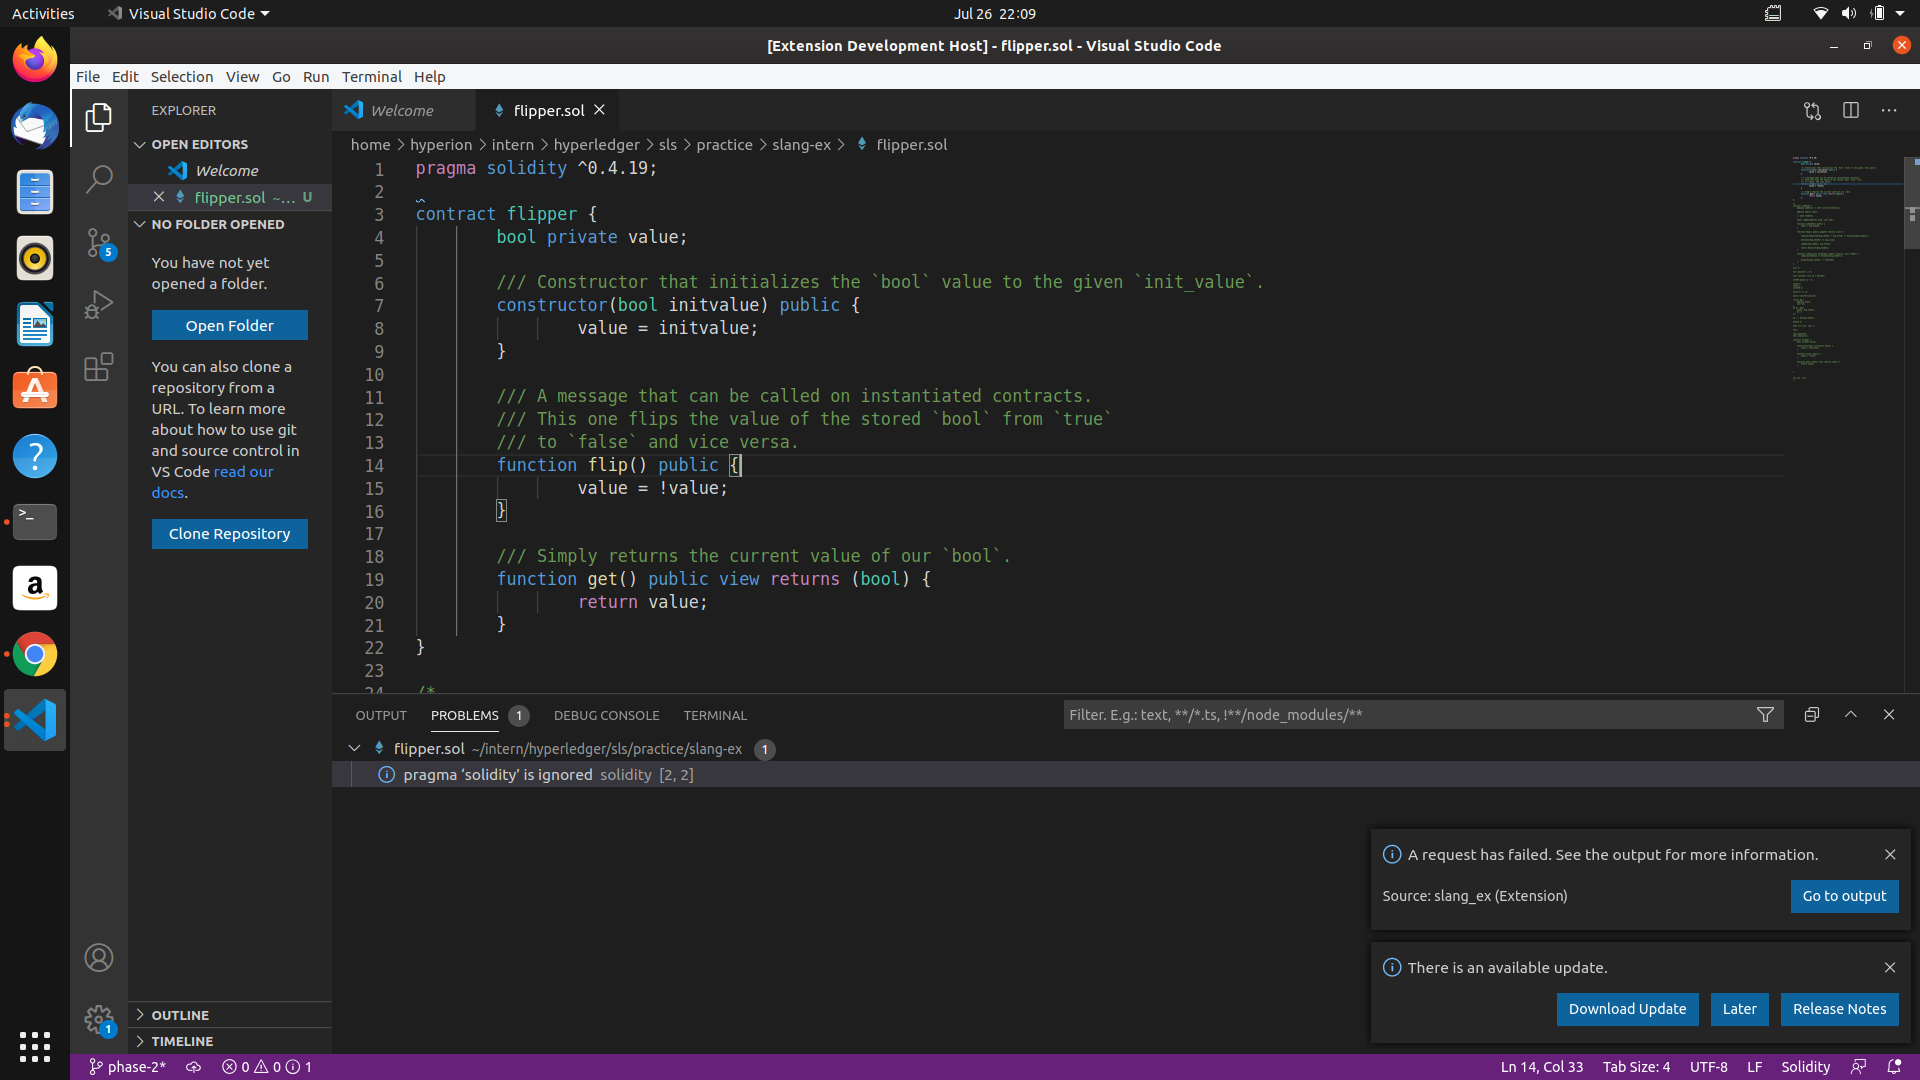 Activities
Visual Studio Code
Jul 26 22:09
[Extension Development Host] - flipper.sol - Visual Studio Code
File Edit Selection View Go Run Terminal Help
EXPLORER
OPEN EDITORS
Welcome
flipper.sol ~... U
NO FOLDER OPENED
You have not yet
opened a folder.
Open Folder
You can also clone a
repository from a
URL. To learn more
about how to use git
and source control in
VS Code read our
docs.
Clone Repository
OUTLINE
TIMELINE
5
1
Welcome
flipper.sol
home > hyperion > intern > hyperledger > sls > practice > slang-ex > flipper.sol
1 pragma solidity ^0.4.19;
2
3 contract flipper {
4 bool private value;
5
6 /// Constructor that initializes the `bool` value to the given `init_value`.
7 constructor(bool initvalue) public {
8 value = initvalue;
9 }
10
11 /// A message that can be called on instantiated contracts.
12 /// This one flips the value of the stored `bool` from `true`
13 /// to `false` and vice versa.
14 function flip() public {
15 value = !value;
16 }
17
18 /// Simply returns the current value of our `bool`.
19 function get() public view returns (bool) {
20 return value;
21 }
22 }
23
24 /*
OUTPUT PROBLEMS 1 DEBUG CONSOLE TERMINAL
Filter. E.g.: text, **/*.ts, !**/node_modules/**
flipper.sol ~/intern/hyperledger/sls/practice/slang-ex 1
pragma ‘solidity’ is ignored solidity [2, 2]
A request has failed. See the output for more information.
Source: slang_ex (Extension)
Go to output
There is an available update.
Download Update Later Release Notes
phase-2* 0 0 1
Ln 14, Col 33 Tab Size: 4 UTF-8 LF Solidity